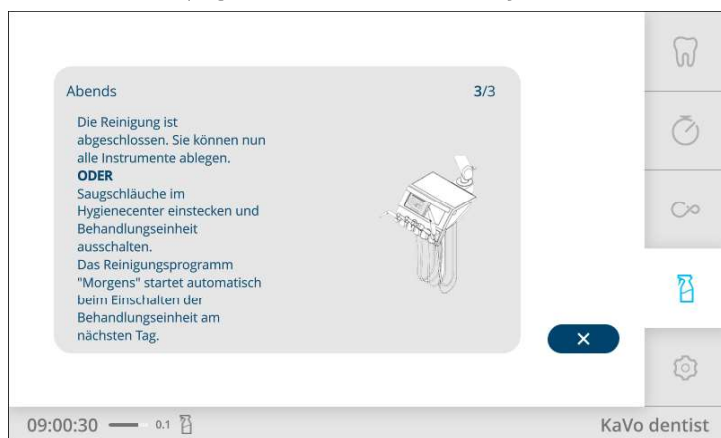 Abends
3/3
Die Reinigung ist
abgeschlossen. Sie können nun
alle Instrumente ablegen.
ODER
Saugschläuche im
Hygienecenter einstecken und
Behandlungseinheit
ausschalten.
Das Reinigungsprogramm
"Morgens" startet automatisch
beim Einschalten der
Behandlungseinheit am
nächsten Tag.
09:00:30
0.1
KaVo dentist